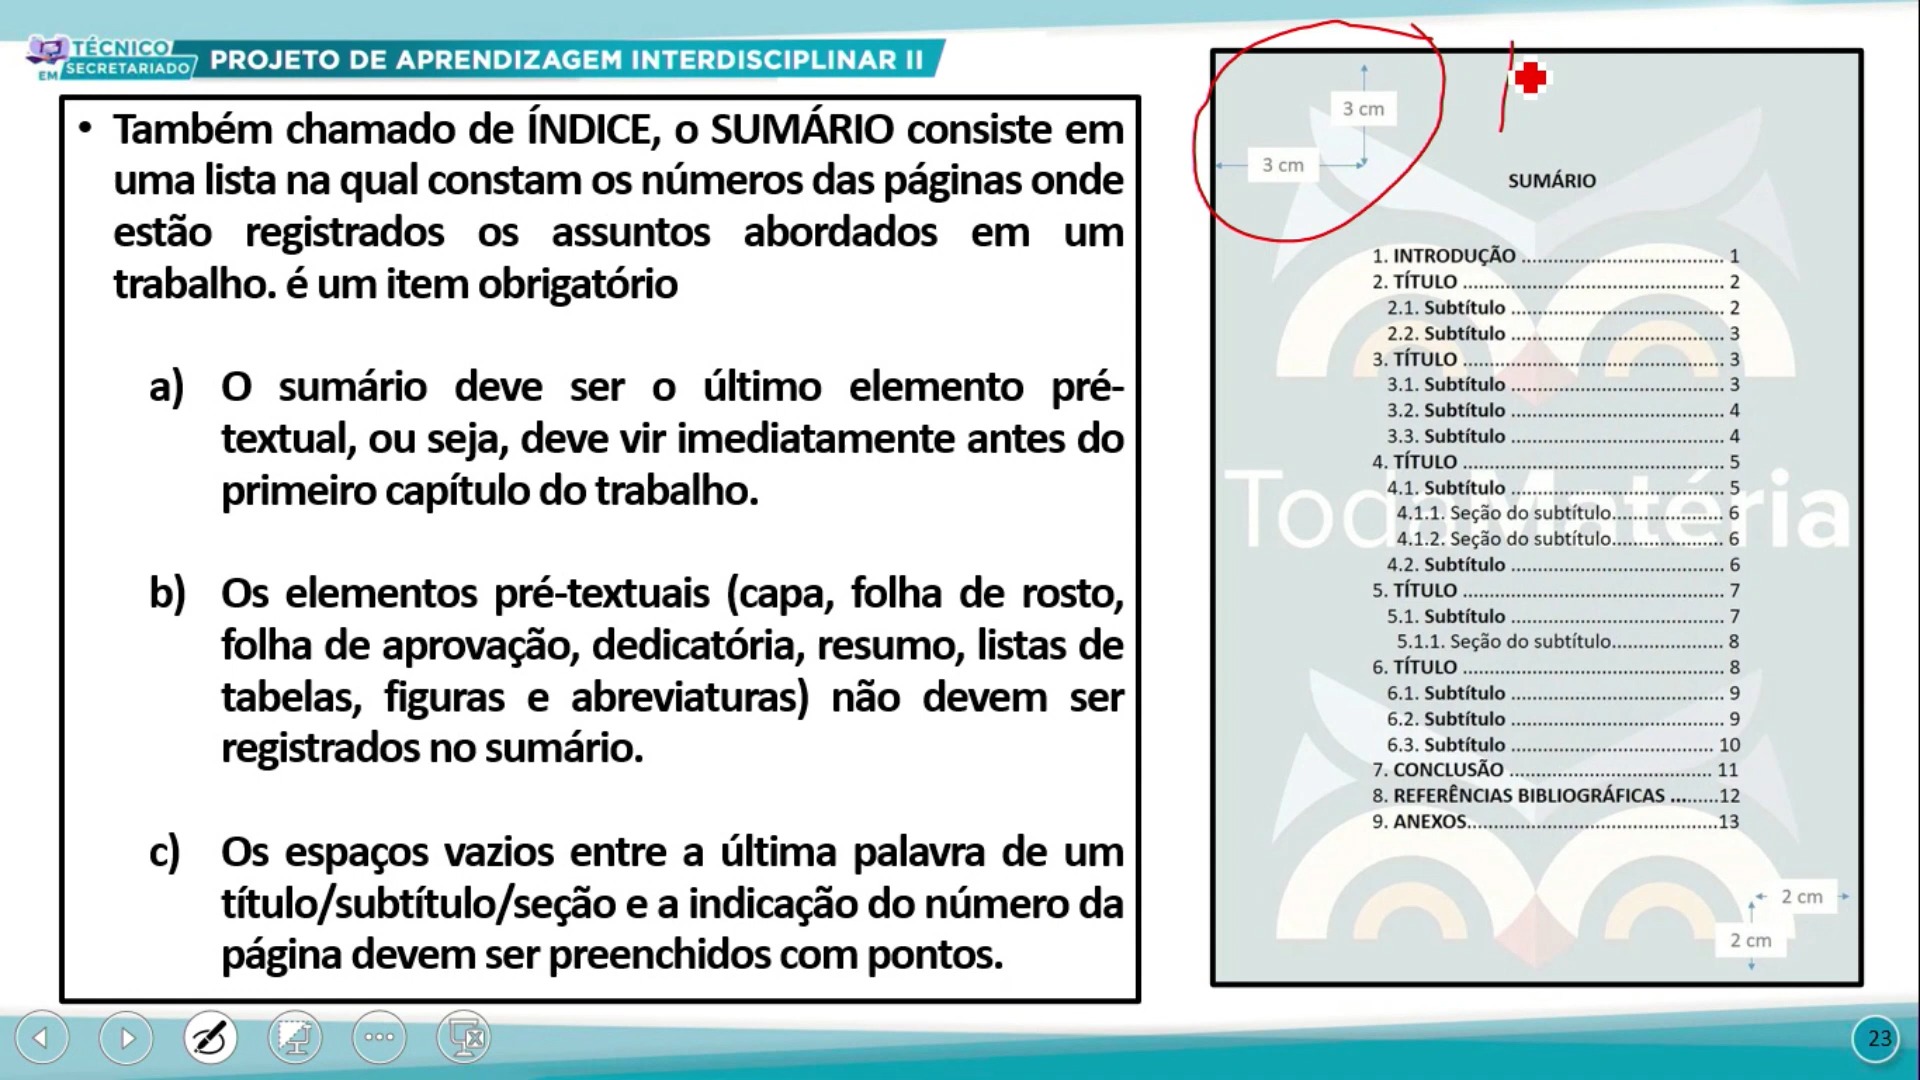 TÉCNICO
EM SECRETARIADO
PROJETO DE APRENDIZAGEM INTERDISCIPLINAR II
• Também chamado de ÍNDICE, o SUMÁRIO consiste em
uma lista na qual constam os números das páginas onde
estão registrados os assuntos abordados em um
trabalho. é um item obrigatório
a) O sumário deve ser o último elemento pré-
textual, ou seja, deve vir imediatamente antes do
primeiro capítulo do trabalho.
b) Os elementos pré-textuais (capa, folha de rosto,
folha de aprovação, dedicatória, resumo, listas de
tabelas, figuras e abreviaturas) não devem ser
registrados no sumário.
c) Os espaços vazios entre a última palavra de um
título/subtítulo/seção e a indicação do número da
página devem ser preenchidos com pontos.
3 cm
3 cm
SUMÁRIO
1. INTRODUÇÃO ..................................... 1
2. TÍTULO ................................................ 2
2.1. Subtítulo ....................................... 2
2.2. Subtítulo ....................................... 3
3. TÍTULO ................................................ 3
3.1. Subtítulo ....................................... 3
3.2. Subtítulo ....................................... 4
3.3. Subtítulo ....................................... 4
4. TÍTULO ................................................ 5
4.1. Subtítulo ....................................... 5
4.1.1. Seção do subtítulo.................... 6
4.1.2. Seção do subtítulo.................... 6
4.2. Subtítulo ....................................... 6
5. TÍTULO ................................................ 7
5.1. Subtítulo ....................................... 7
5.1.1. Seção do subtítulo.................... 8
6. TÍTULO ................................................ 8
6.1. Subtítulo ....................................... 9
6.2. Subtítulo ....................................... 9
6.3. Subtítulo ..................................... 10
7. CONCLUSÃO ..................................... 11
8. REFERÊNCIAS BIBLIOGRÁFICAS .........12
9. ANEXOS..............................................13
TodaMatéria
2 cm
2 cm
23